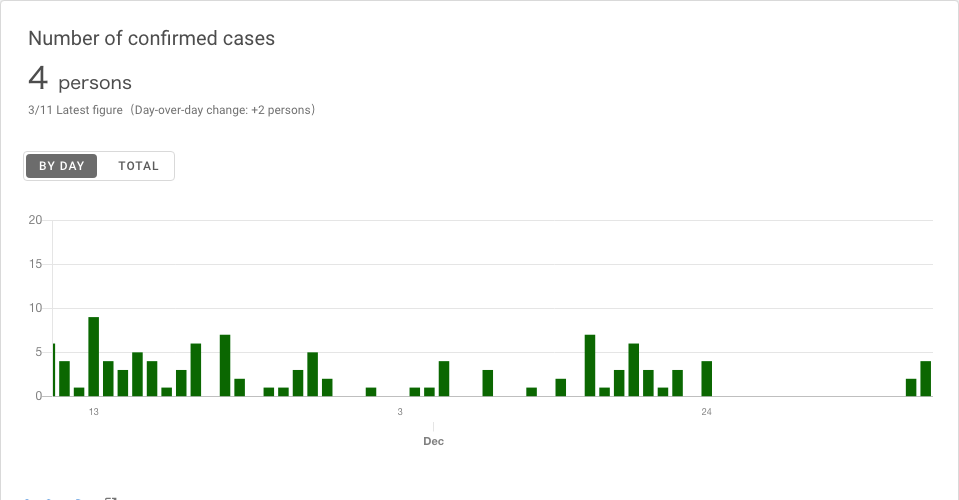 Number of confirmed cases
4 persons
3/11 Latest figure（Day-over-day change: +2 persons）
BY DAY TOTAL
20
15
10
5
0
13 3 24
Dec